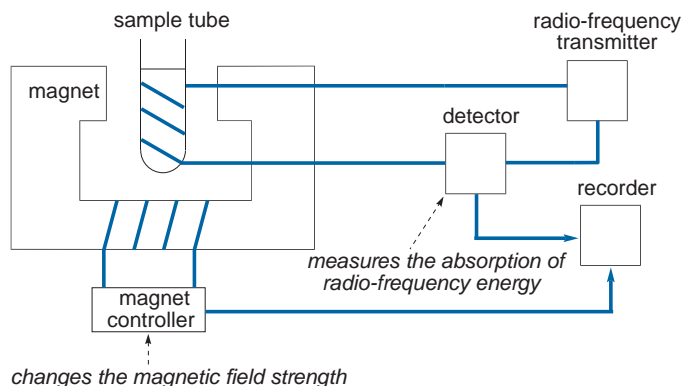 sample tube
radio-frequency
transmitter
magnet
detector
recorder
measures the absorption of
radio-frequency energy
magnet
controller
changes the magnetic field strength